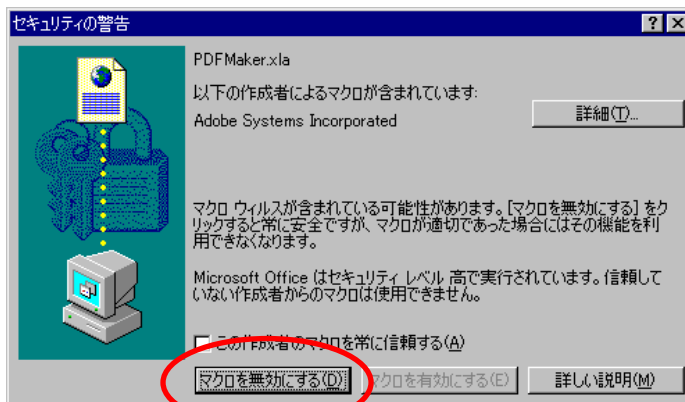 セキュリティの警告
PDFMaker.xla
以下の作成者によるマクロが含まれています:
Adobe Systems Incorporated
詳細(T)...
マクロ ウィルスが含まれている可能性があります。[マクロを無効にする] をク
リックすると常に安全ですが、マクロが適切であった場合にはその機能を利
用できなくなります。
Microsoft Office はセキュリティ レベル 高で実行されています。信頼して
いない作成者からのマクロは使用できません。
この作成者のマクロを常に信頼する(A)
マクロを無効にする(D)
マクロを有効にする(E)
詳しい説明(M)